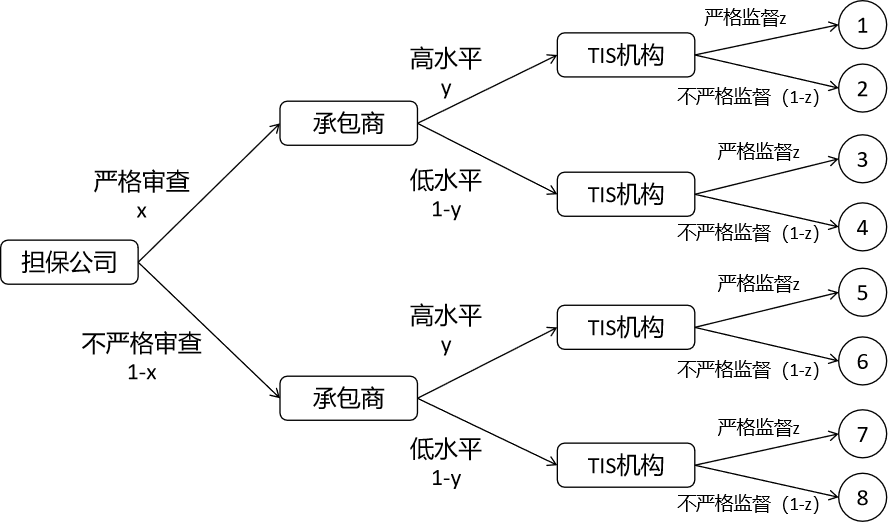 担保公司
严格审查
x
不严格审查
1-x
承包商
高水平
y
低水平
1-y
承包商
高水平
y
低水平
1-y
TIS机构
严格监督z
不严格监督（1-z）
TIS机构
严格监督z
不严格监督（1-z）
TIS机构
严格监督z
不严格监督（1-z）
TIS机构
严格监督z
不严格监督（1-z）
1
2
3
4
5
6
7
8